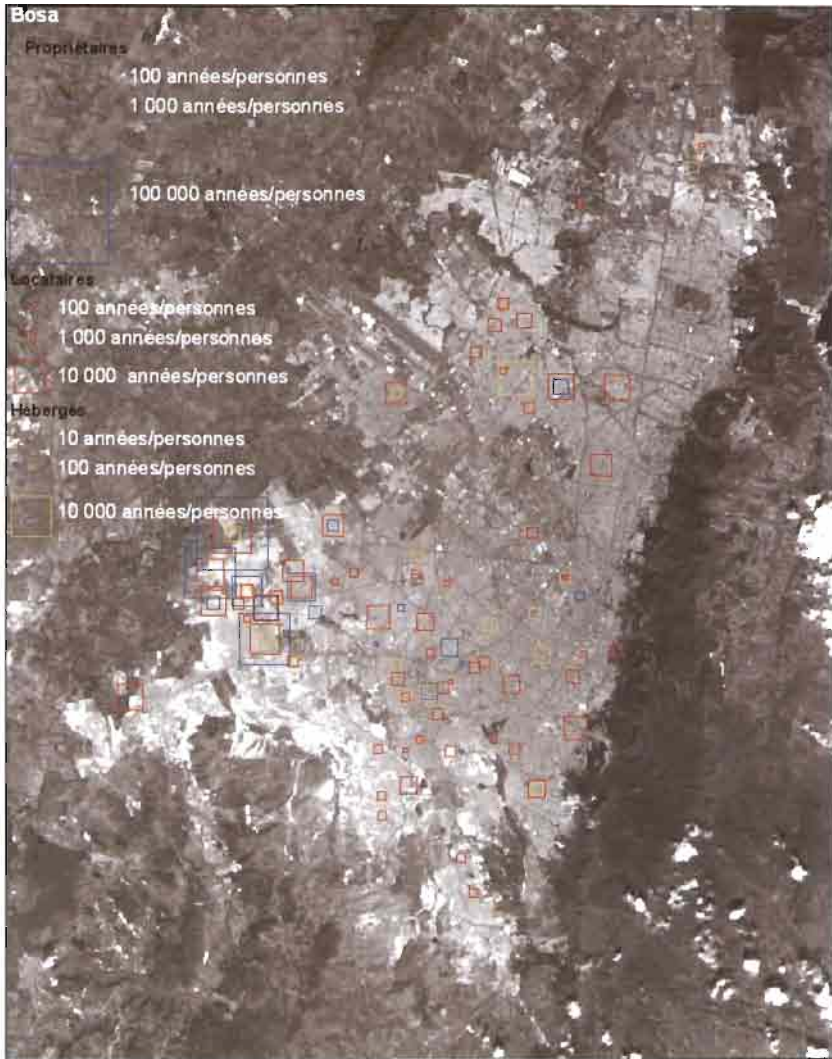 Bosa
Propriétaires
100 années/personnes
1 000 années/personnes
100 000 années/personnes
Locataires
100 années/personnes
1 000 années/personnes
10 000 années/personnes
Hébergés
10 années/personnes
100 années/personnes
10 000 années/personnes